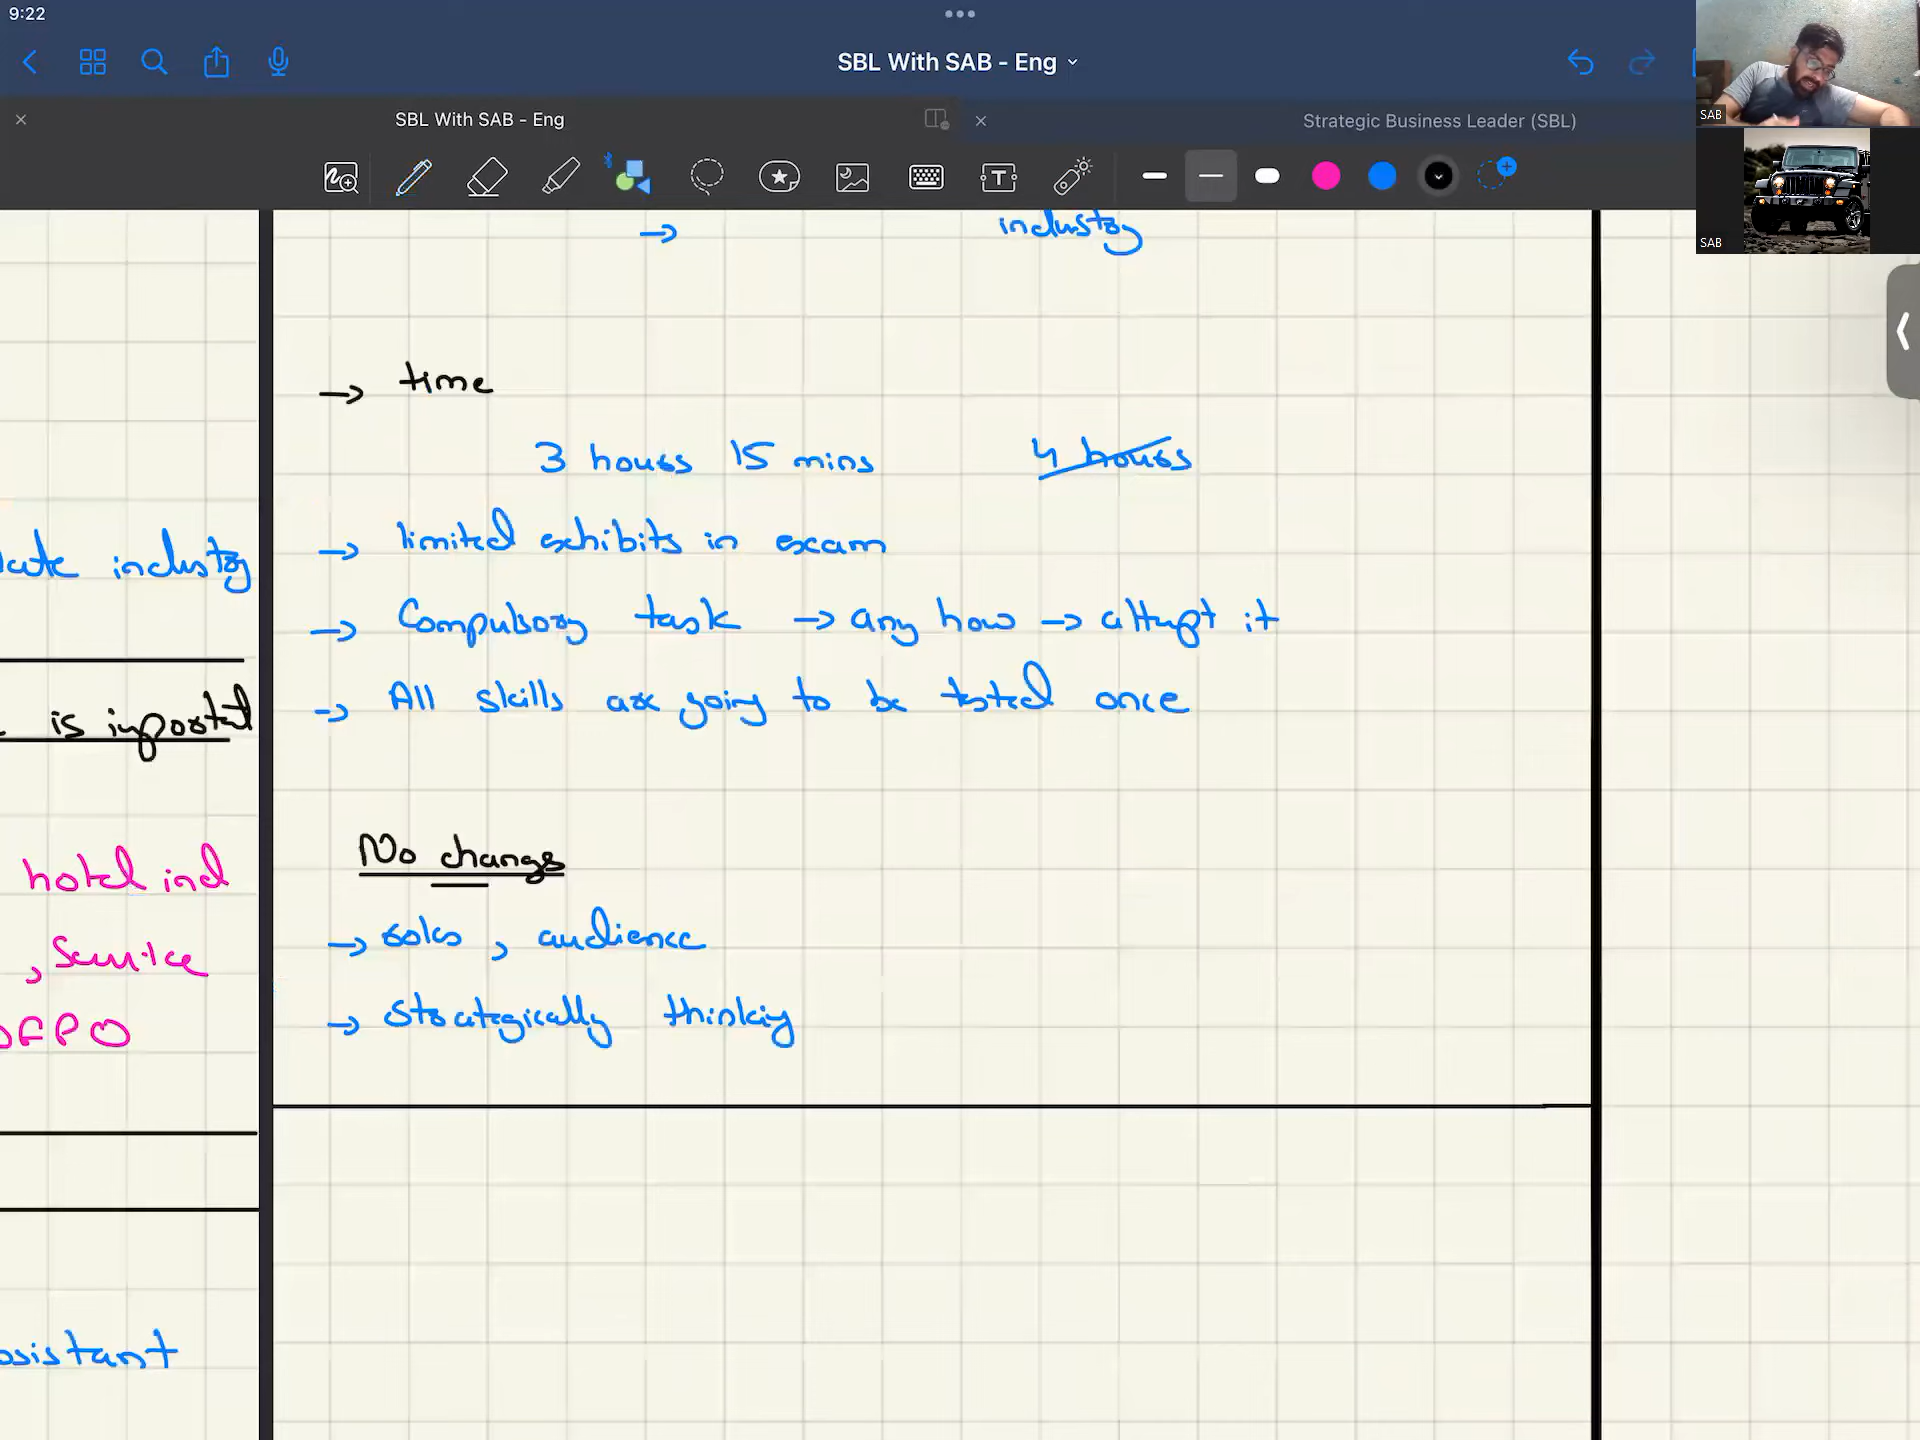 9:22
SBL With SAB - Eng
SBL With SAB - Eng
Strategic Business Leader (SBL)
SAB
SAB
industry
→
→ time
3 hours 15 mins 4 hours
→ limited exhibits in exam
industry
→ Compulsory task → any how → attempt it
→ All skills are going to be tested once
is important
No change
hotel ind
→ roles , audience
, Service
→ strategically thinking